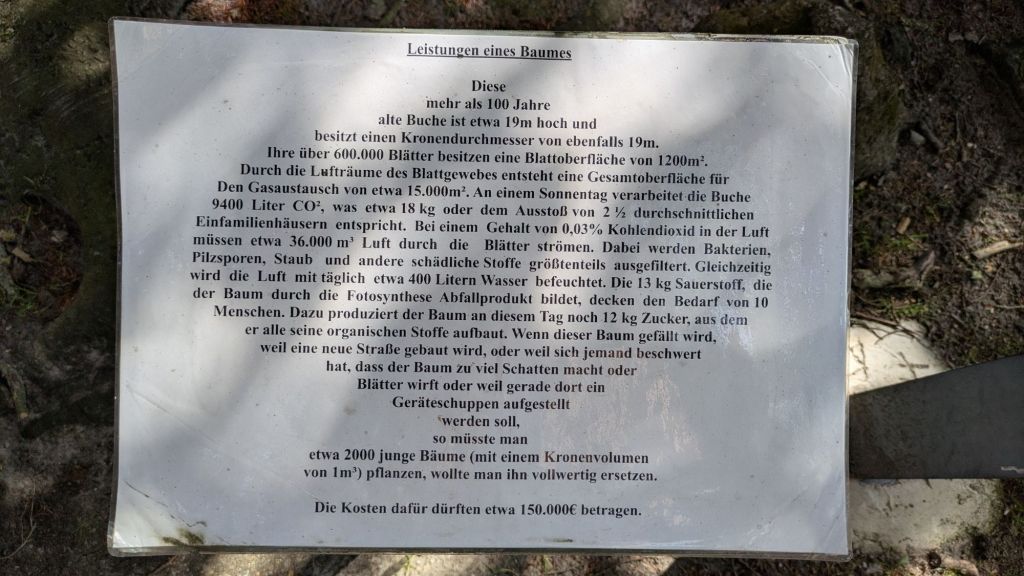 Leistungen eines Baumes
Diese
mehr als 100 Jahre
alte Buche ist etwa 19m hoch und
besitzt einen Kronendurchmesser von ebenfalls 19m.
Ihre über 600.000 Blätter besitzen eine Blattoberfläche von 1200m².
Durch die Lufträume des Blattgewebes entsteht eine Gesamtoberfläche für
Den Gasaustausch von etwa 15.000m². An einem Sonnentag verarbeitet die Buche
9400 Liter CO², was etwa 18 kg oder dem Ausstoß von 2 ½ durchschnittlichen
Einfamilienhäusern entspricht. Bei einem Gehalt von 0,03% Kohlendioxid in der Luft
müssen etwa 36.000 m³ Luft durch die Blätter strömen. Dabei werden Bakterien,
Pilzsporen, Staub und andere schädliche Stoffe größtenteils ausgefiltert. Gleichzeitig
wird die Luft mit täglich etwa 400 Litern Wasser befeuchtet. Die 13 kg Sauerstoff, die
der Baum durch die Fotosynthese Abfallprodukt bildet, decken den Bedarf von 10
Menschen. Dazu produziert der Baum an diesem Tag noch 12 kg Zucker, aus dem
er alle seine organischen Stoffe aufbaut. Wenn dieser Baum gefällt wird,
weil eine neue Straße gebaut wird, oder weil sich jemand beschwert
hat, dass der Baum zu viel Schatten macht oder
Blätter wirft oder weil gerade dort ein
Geräteschuppen aufgestellt
werden soll,
so müsste man
etwa 2000 junge Bäume (mit einem Kronenvolumen
von 1m³) pflanzen, wollte man ihn vollwertig ersetzen.
Die Kosten dafür dürften etwa 150.000€ betragen.